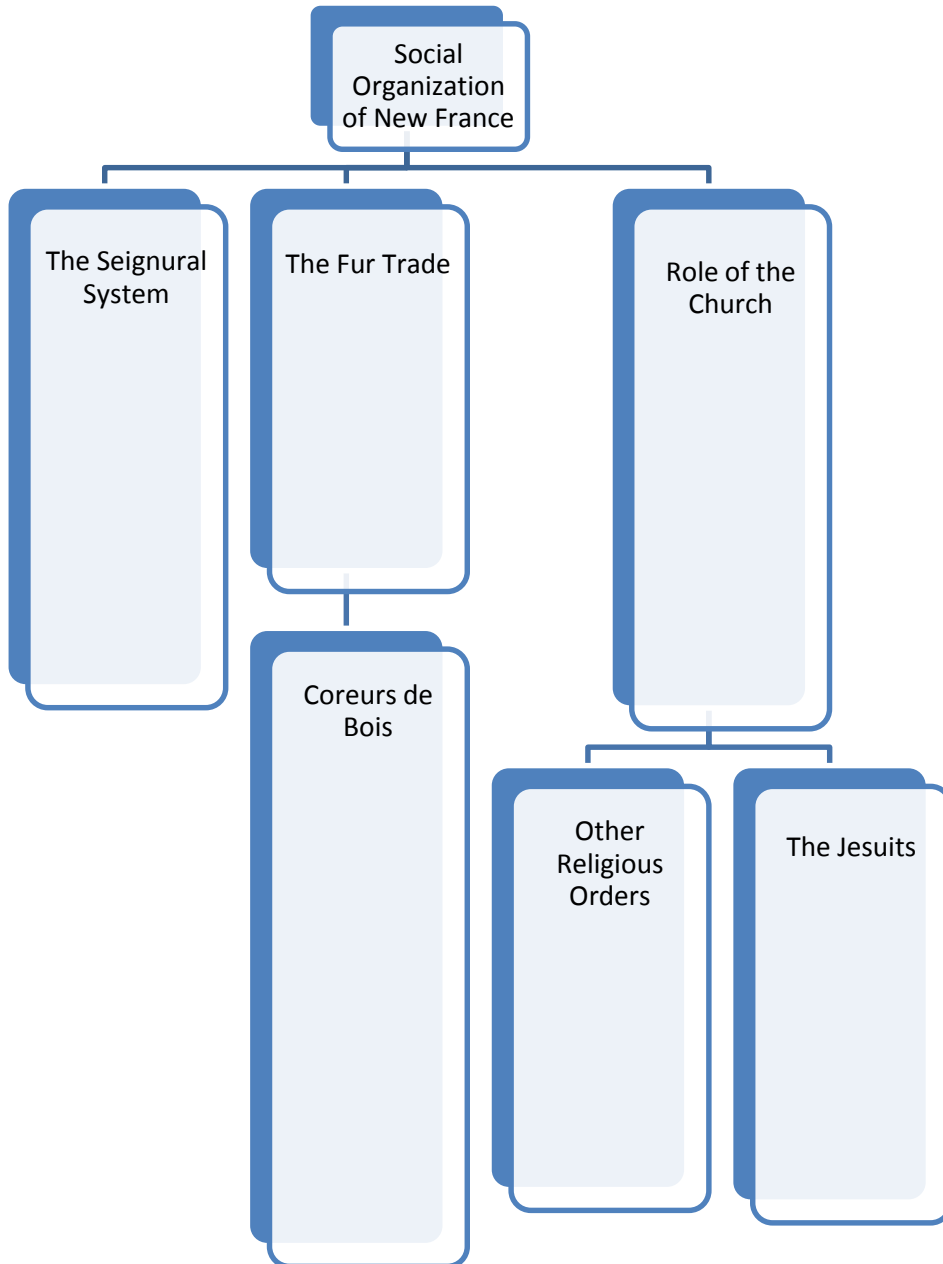 Social
Organization
of New France
The Seignural
System
The Fur Trade
Role of the
Church
Coreurs de
Bois
Other
Religious
Orders
The Jesuits